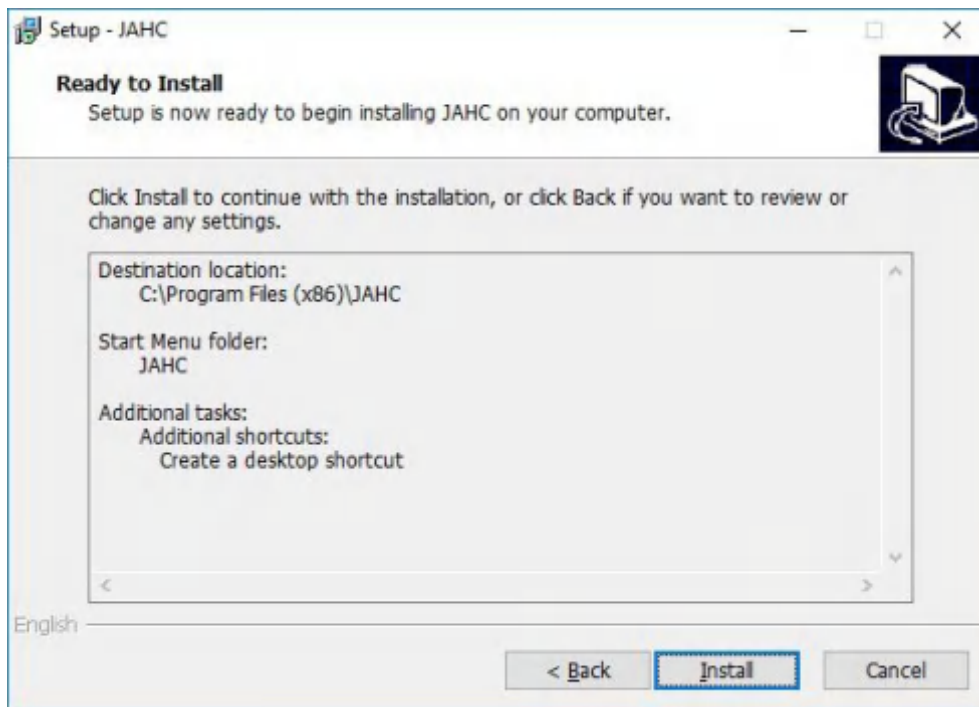 Setup - JAHC
Ready to Install
Setup is now ready to begin installing JAHC on your computer.
Click Install to continue with the installation, or click Back if you want to review or
change any settings.
Destination location:
C:\Program Files (x86)\JAHC
Start Menu folder:
JAHC
Additional tasks:
Additional shortcuts:
Create a desktop shortcut
English
< Back
Install
Cancel